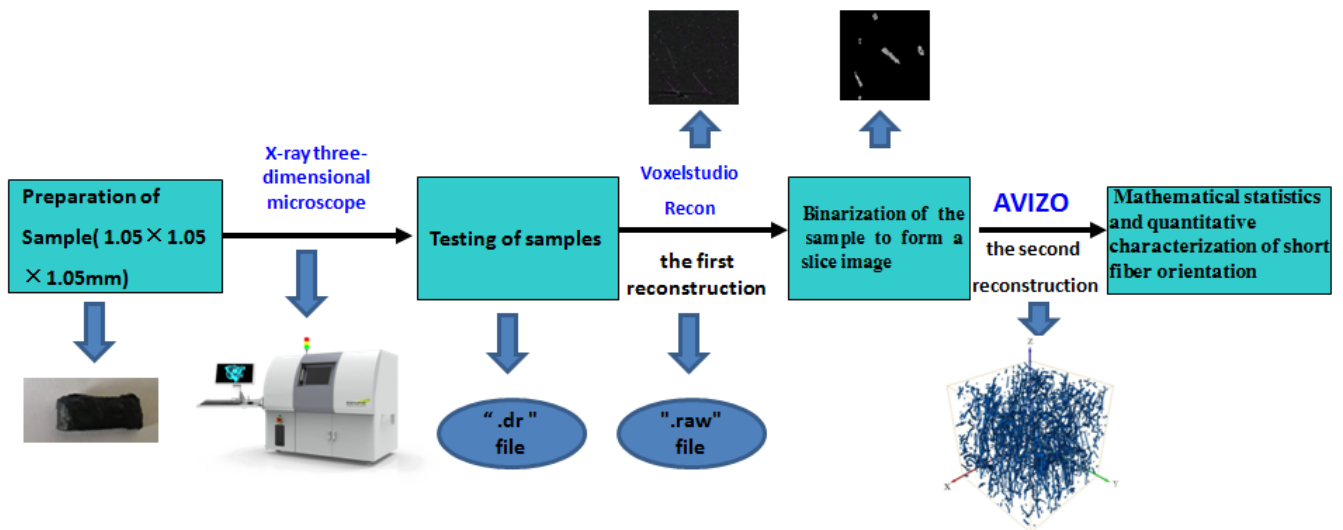 X-ray three-
dimensional
microscope
Preparation of
Sample( 1.05×1.05
×1.05mm)
Testing of samples
Voxelstudio
Recon
the first
reconstruction
Binarization of the
sample to form a
slice image
AVIZO
the second
reconstruction
Mathematical statistics
and quantitative
characterization of short
fiber orientation
“ .dr "
file
".raw"
file
Z
X
Y